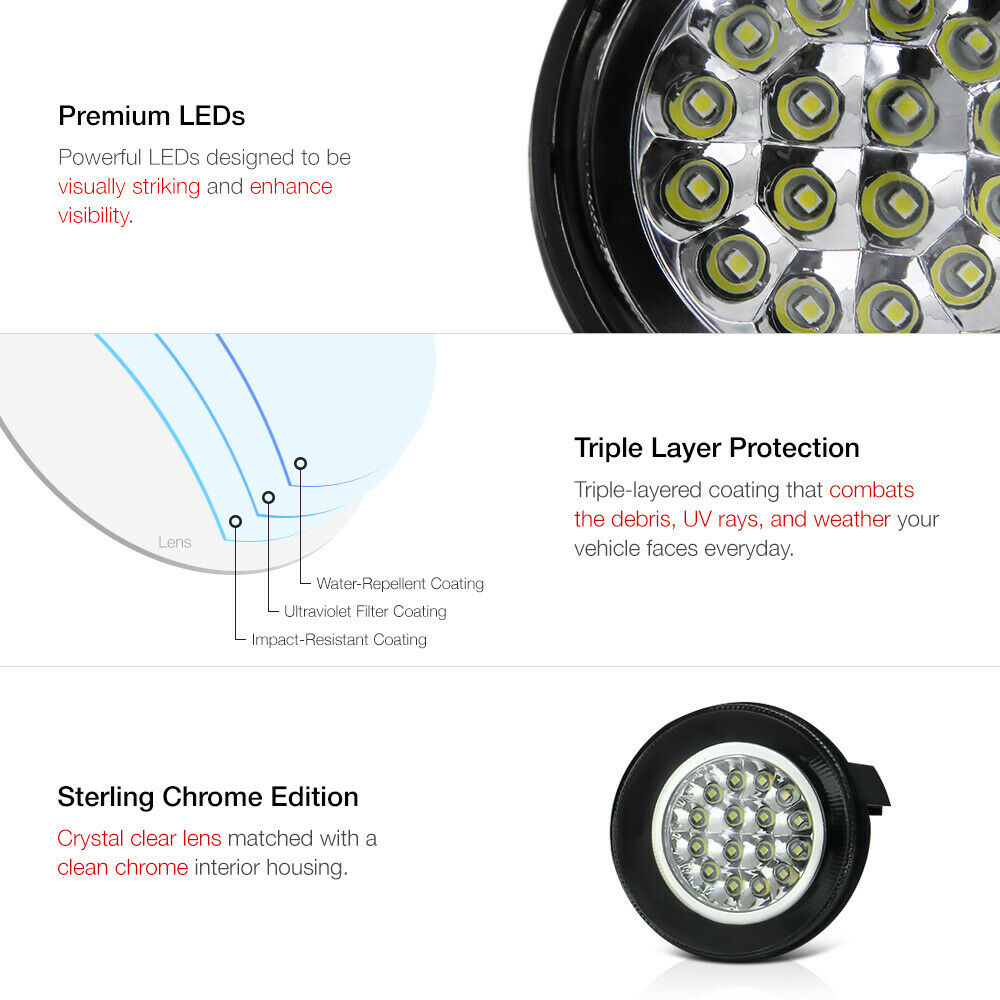 Premium LEDs
Powerful LEDs designed to be
visually striking and enhance
visibility.
Triple Layer Protection
Triple-layered coating that combats
the debris, UV rays, and weather your
vehicle faces everyday.
Lens
Water-Repellent Coating
Ultraviolet Filter Coating
Impact-Resistant Coating
Sterling Chrome Edition
Crystal clear lens matched with a
clean chrome interior housing.